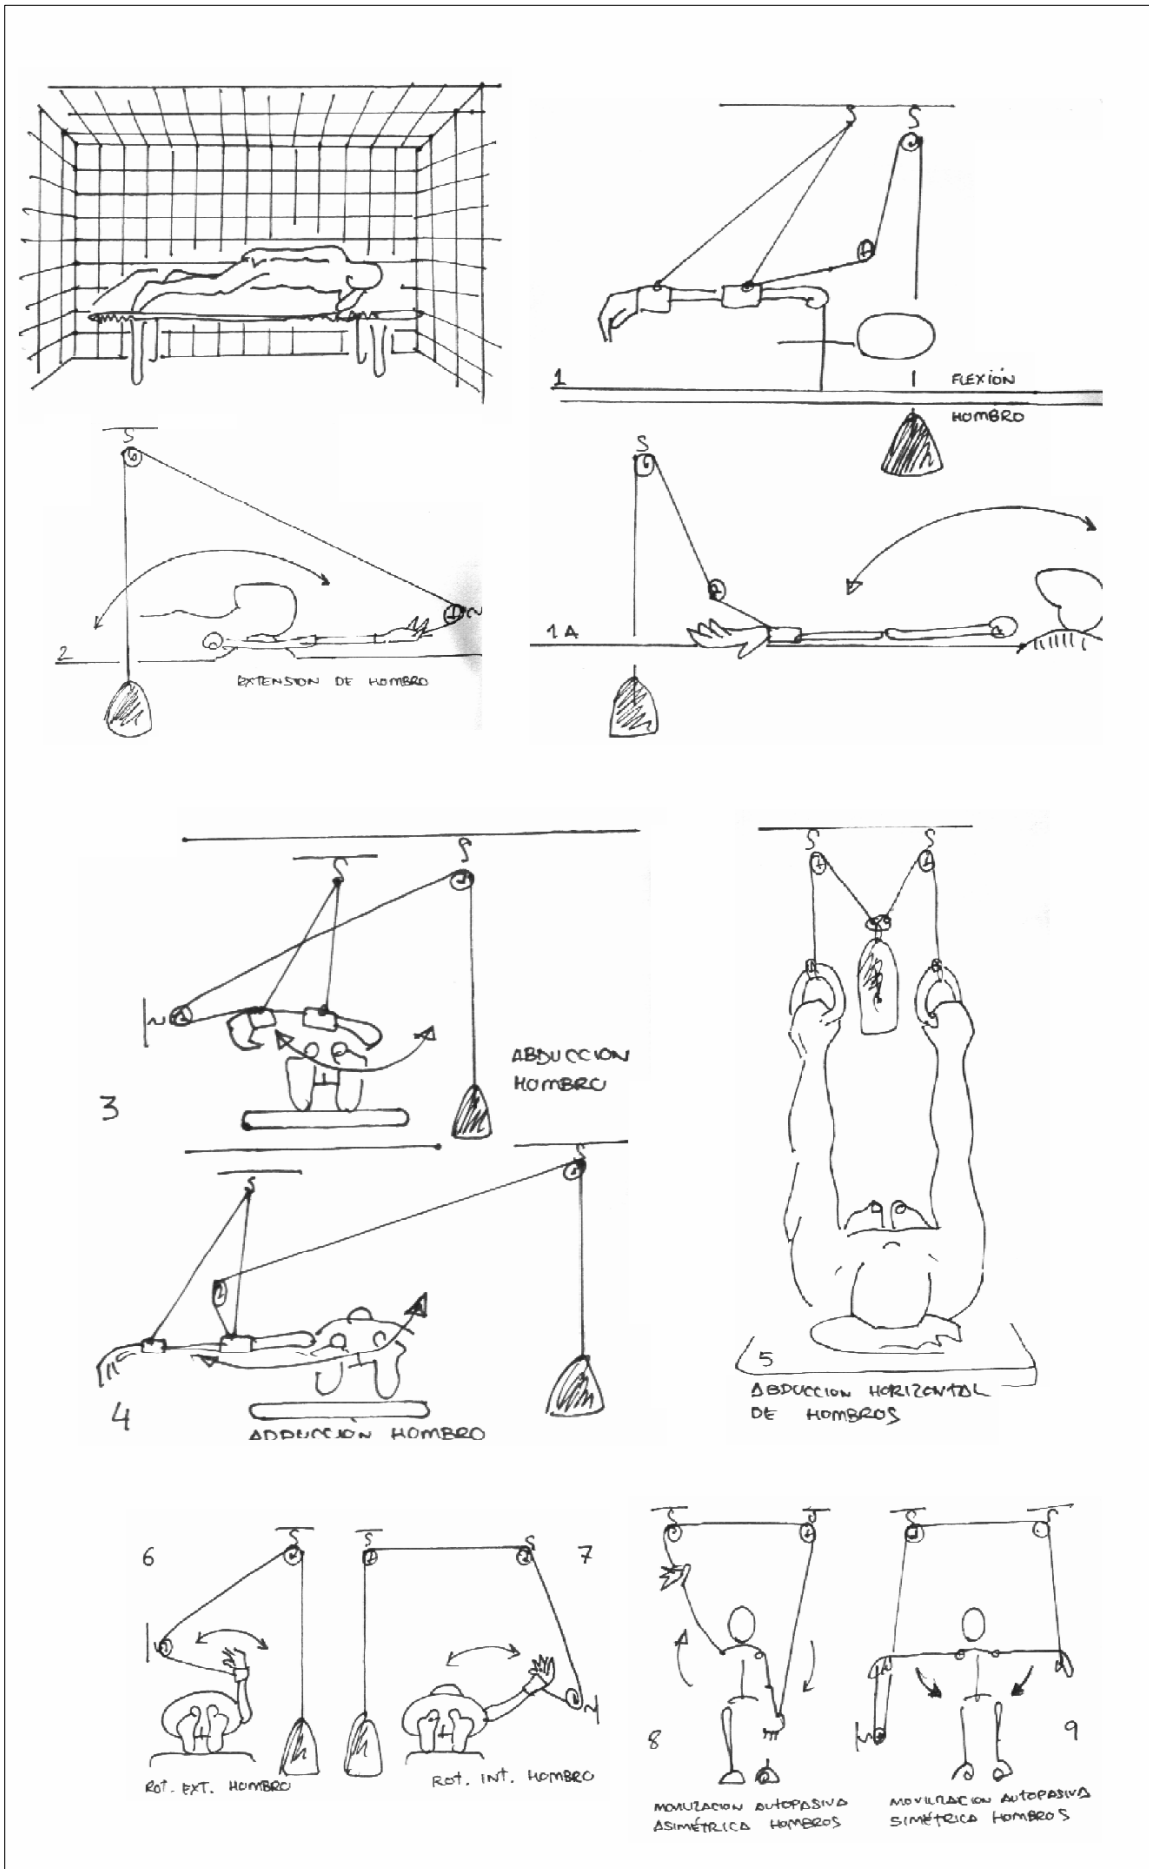 1
FLEXIÓN
HOMBRO
2
EXTENSION DE HOMBRO
1A
3
ABDUCCION
HOMBRO
4
ADDUCCIÓN HOMBRO
5
ABDUCCION HORIZONTAL
DE HOMBROS
6
ROT. EXT. HOMBRO
7
ROT. INT. HOMBRO
8
MOVILIZACION AUTOPASIVA
ASIMÉTRICA HOMBROS
9
MOVILIZACION AUTOPASIVA
SIMÉTRICA HOMBROS